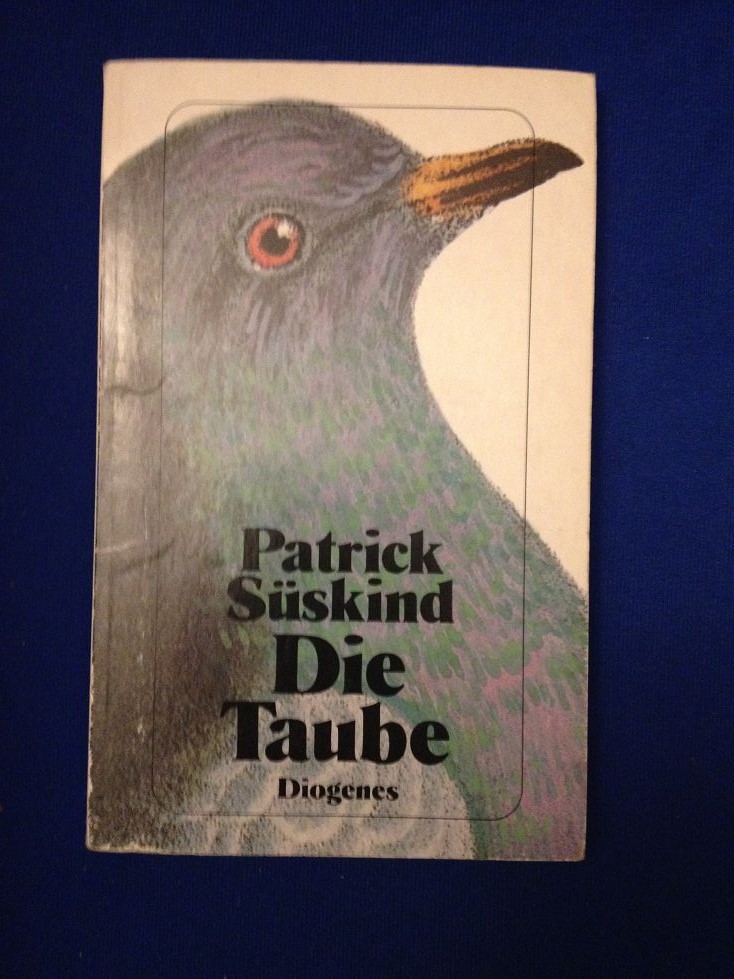 Patrick
Süskind
Die
Taube
Diogenes